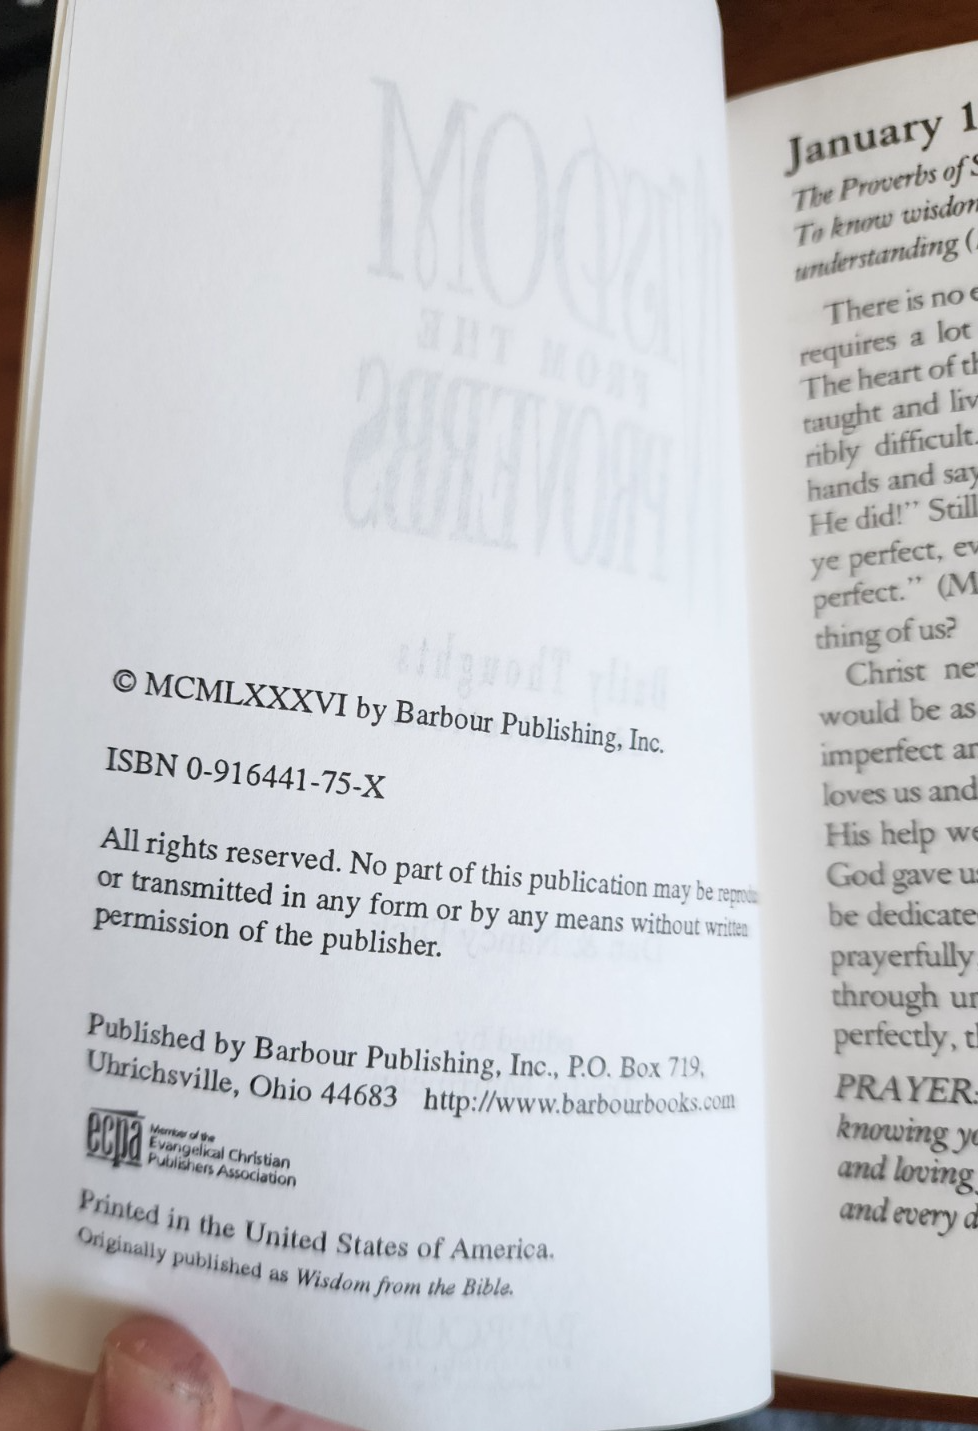 © MCMLXXXVI by Barbour Publishing, Inc.
ISBN 0-916441-75-X
All rights reserved. No part of this publication may be
or transmitted in any form or by any means without written
permission of the publisher.
Published by Barbour Publishing, Inc., P.O. Box 719,
Uhrichsville, Ohio 44683 http://www.barbourbooks.com
ecpa
Member of the
Evangelical Christian
Publishers Association
Printed in the United States of America.
Originally published as Wisdom from the Bible.
January 1
The Proverbs of
To know wisdom
understanding
There is no
requires a lot
The heart of
taught and
ribly difficult.
hands and say
He did!" Still
ye perfect,
perfect." (M
thing of us?
Christ
would be as
imperfect
loves us and
His help
God gave
be dedicate
prayerfully
through
perfectly,
PRAYER:
knowing
and loving
and every